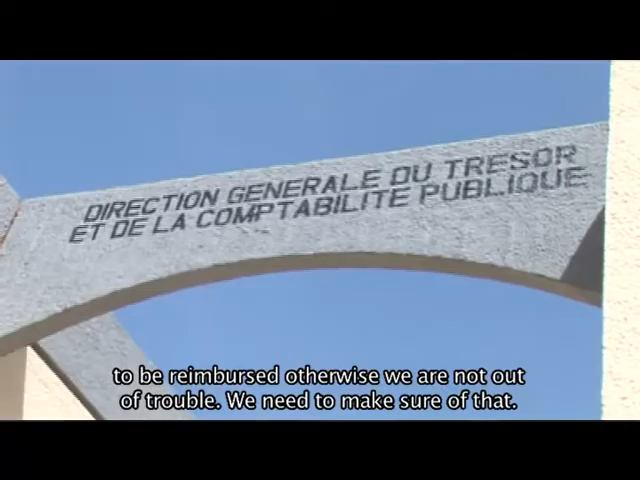 DIRECTION GENERALE DU TRESOR
ET DE LA COMPTABILITE PUBLIQUE
to be reimbursed otherwise we are not out
of trouble. We need to make sure of that.